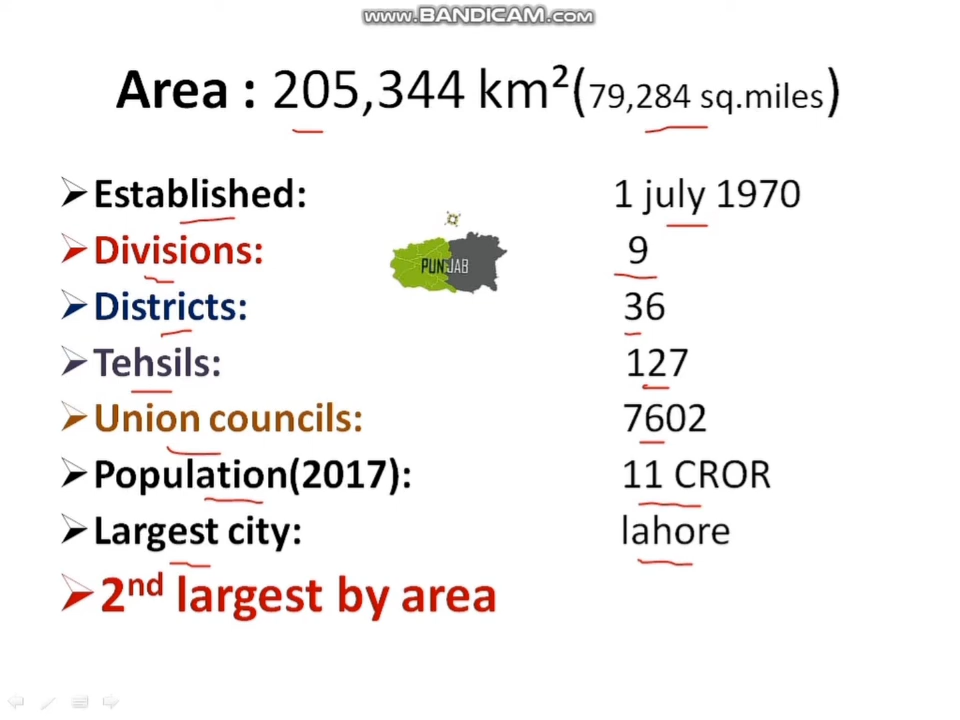 www.BANDICAM.com
Area : 205,344 km²(79,284 sq.miles)
Established: 1 july 1970
Divisions: 9
PUNJAB
Districts: 36
Tehsils: 127
Union councils: 7602
Population(2017): 11 CROR
Largest city: lahore
2nd largest by area